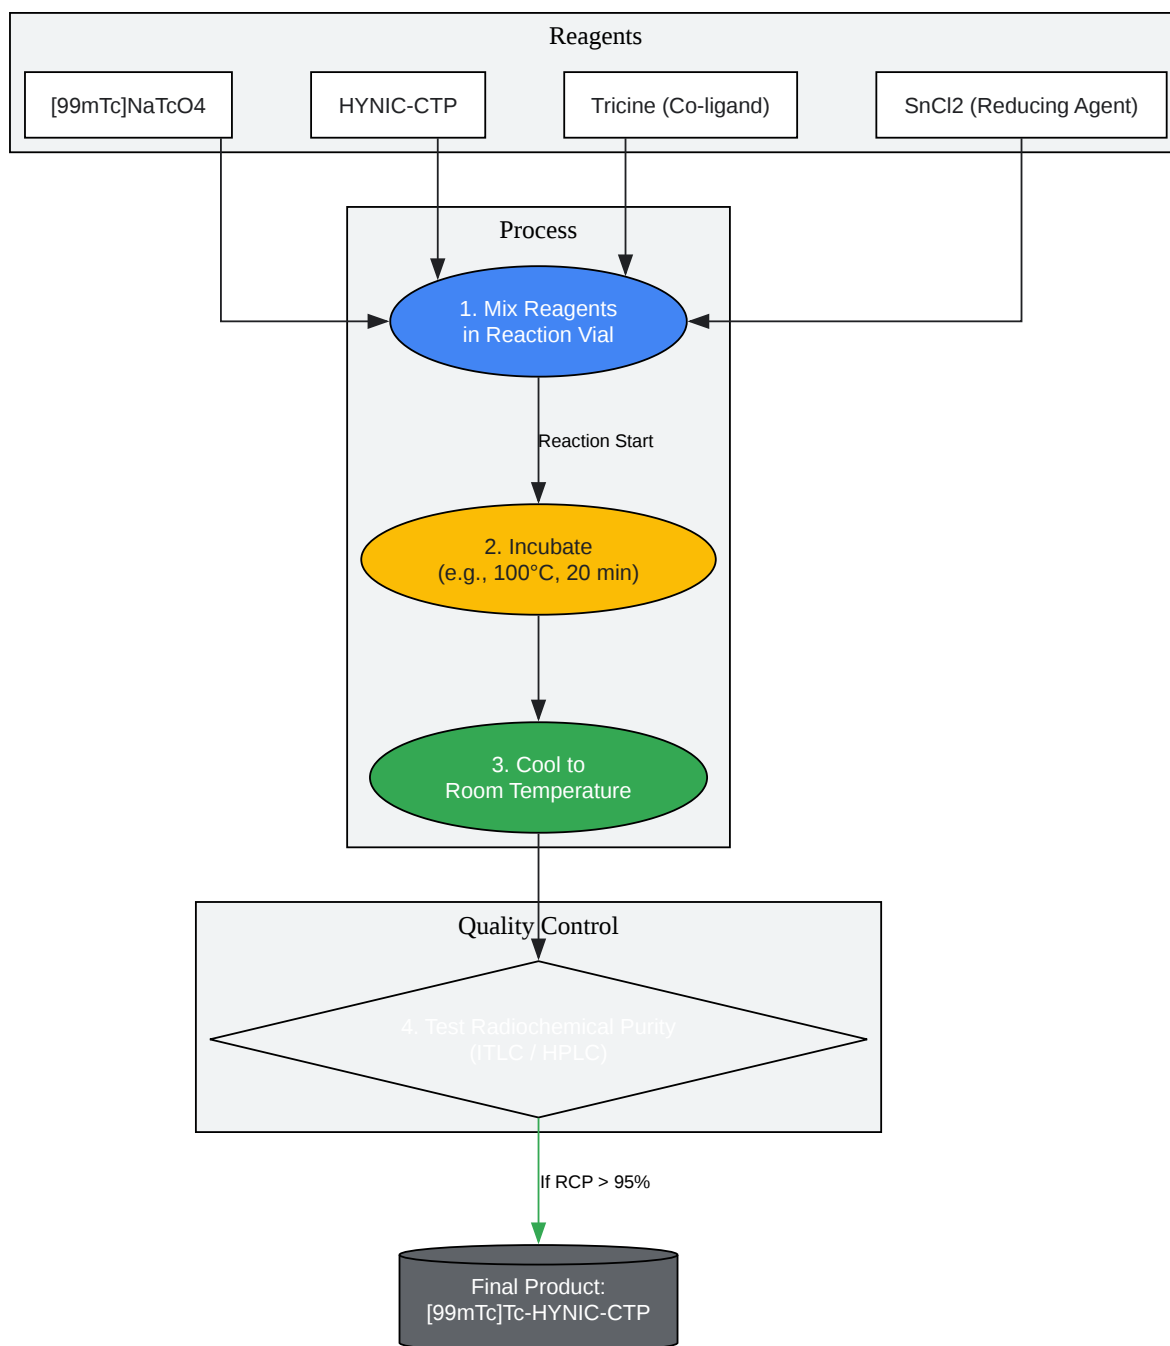 Reagents
[99mTc]NaTcO4
HYNIC-CTP
Tricine (Co-ligand)
SnCl2 (Reducing Agent)
Process
1. Mix Reagents
in Reaction Vial
Reaction Start
2. Incubate
(e.g., 100°C, 20 min)
3. Cool to
Room Temperature
Quality Control
4. Test Radiochemical Purity
(ITLC / HPLC)
If RCP > 95%
Final Product:
[99mTc]Tc-HYNIC-CTP